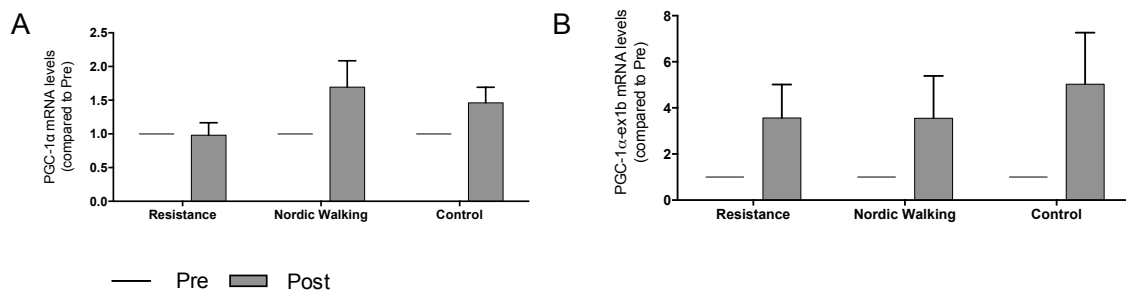 A
PGC-1α mRNA levels
(compared to Pre)
2.5
2.0
1.5
1.0
0.5
0.0
Resistance Nordic Walking Control
B
PGC-1α-ex1b mRNA levels
(compared to Pre)
8
6
4
2
0
Resistance Nordic Walking Control
Pre Post